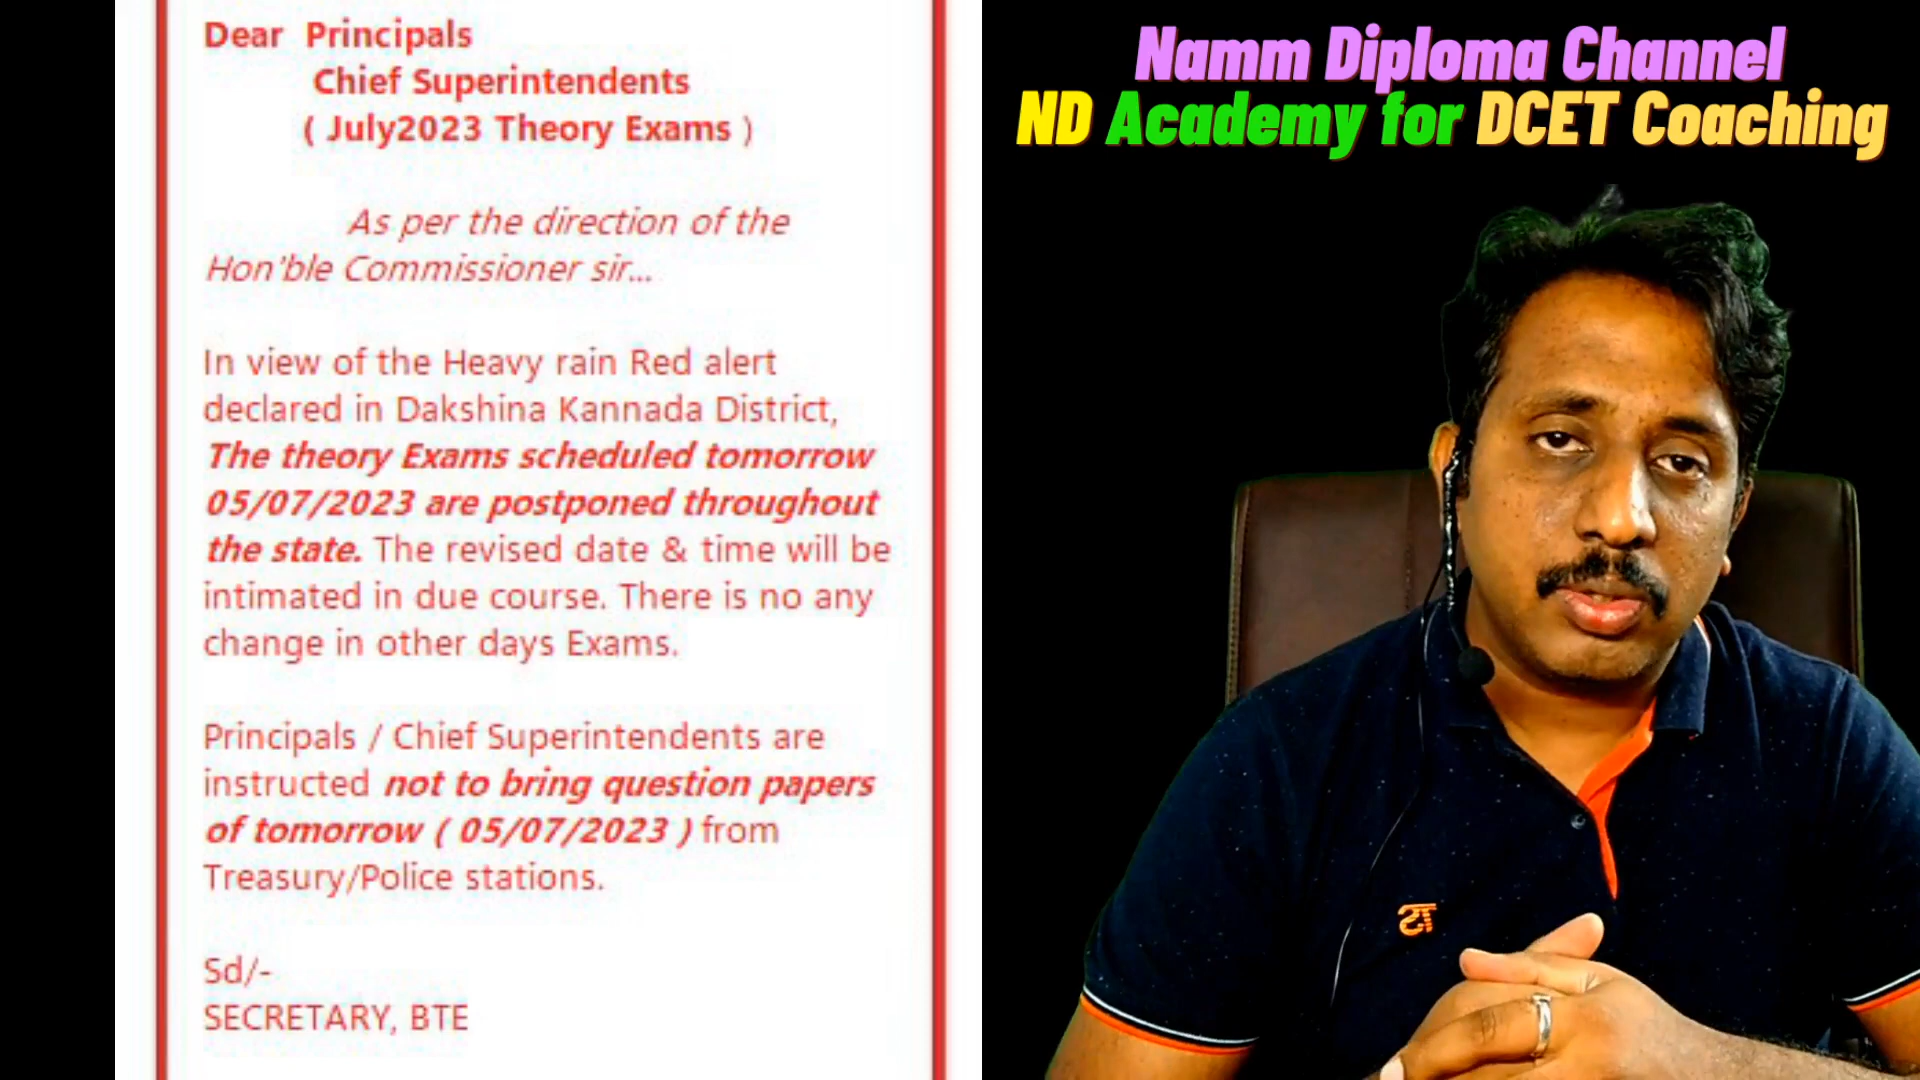 Dear Principals
Chief Superintendents
( July2023 Theory Exams )
As per the direction of the
Hon'ble Commissioner sir...
In view of the Heavy rain Red alert
declared in Dakshina Kannada District,
The theory Exams scheduled tomorrow
05/07/2023 are postponed throughout
the state. The revised date & time will be
intimated in due course. There is no any
change in other days Exams.
Principals / Chief Superintendents are
instructed not to bring question papers
of tomorrow ( 05/07/2023 ) from
Treasury/Police stations.
Sd/-
SECRETARY, BTE
Namm Diploma Channel
ND Academy for DCET Coaching